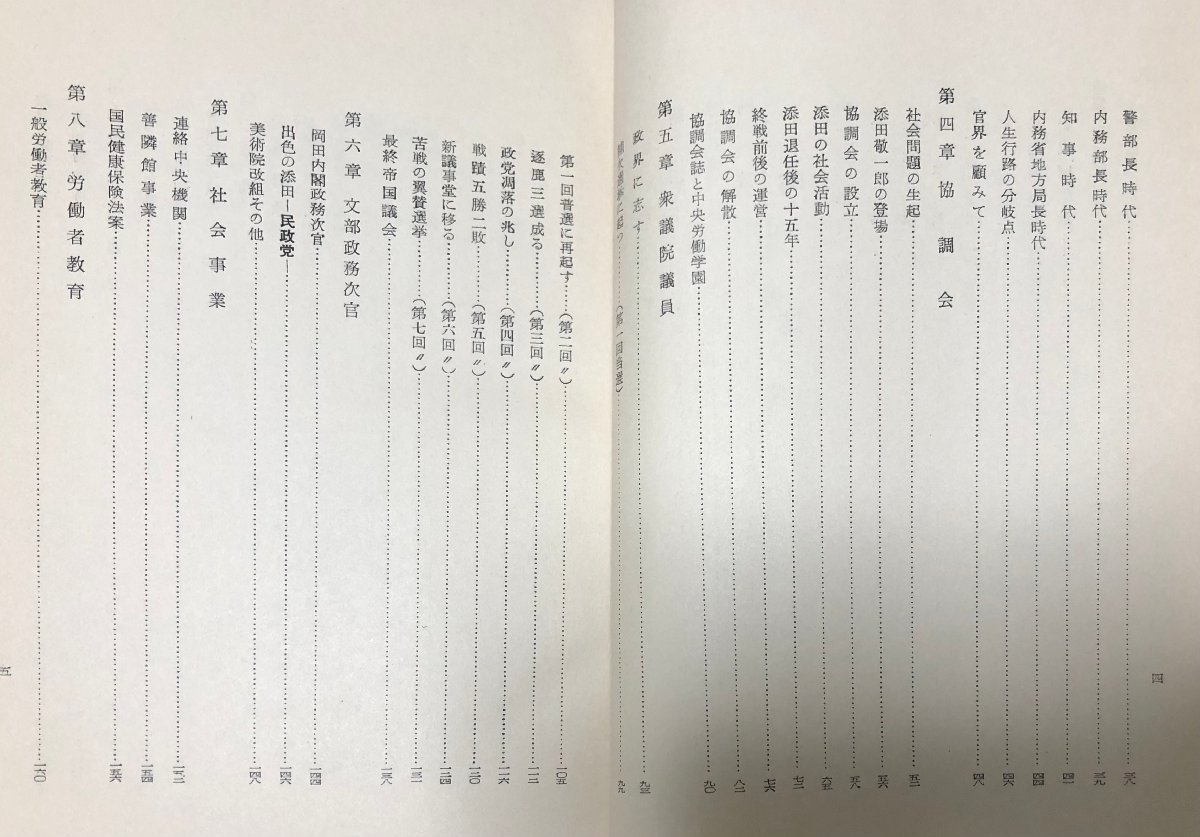 警部長時代……三八
内務部長時代……三九
知事時代……四一
内務省地方局長時代……四四
人生行路の分岐点……四六
官界を顧みて……四八
第四章 協調会
社会問題の生起……五二
添田敬一郎の登場……五六
協調会の設立……五八
添田の社会活動……六五
添田退任後の十五年……七二
終戦前後の運営……七六
協調会の解散……八二
協調会誌と中央労働学園……九〇
第五章 衆議院議員
政界に志す……九三
(第一回当選)……九九
四
第一回普選に再起す……(第二回〃)……一〇五
逐鹿三選成る……(第三回〃)……一一二
政党凋落の兆し……(第四回〃)……一一六
戦蹟五勝二敗……(第五回〃)……一二〇
新議事堂に移る……(第六回〃)……一二四
苦戦の翼賛選挙……(第七回〃)……一三一
最終帝国議会……一三八
第六章 文部政務次官
岡田内閣政務次官……一四四
出色の添田―民政党―……一四六
美術院改組その他……一四八
第七章 社会事業
連絡中央機関……一五二
善隣館事業……一五四
国民健康保険法案……一五六
第八章 労働者教育
一般労働者教育……一六〇
五